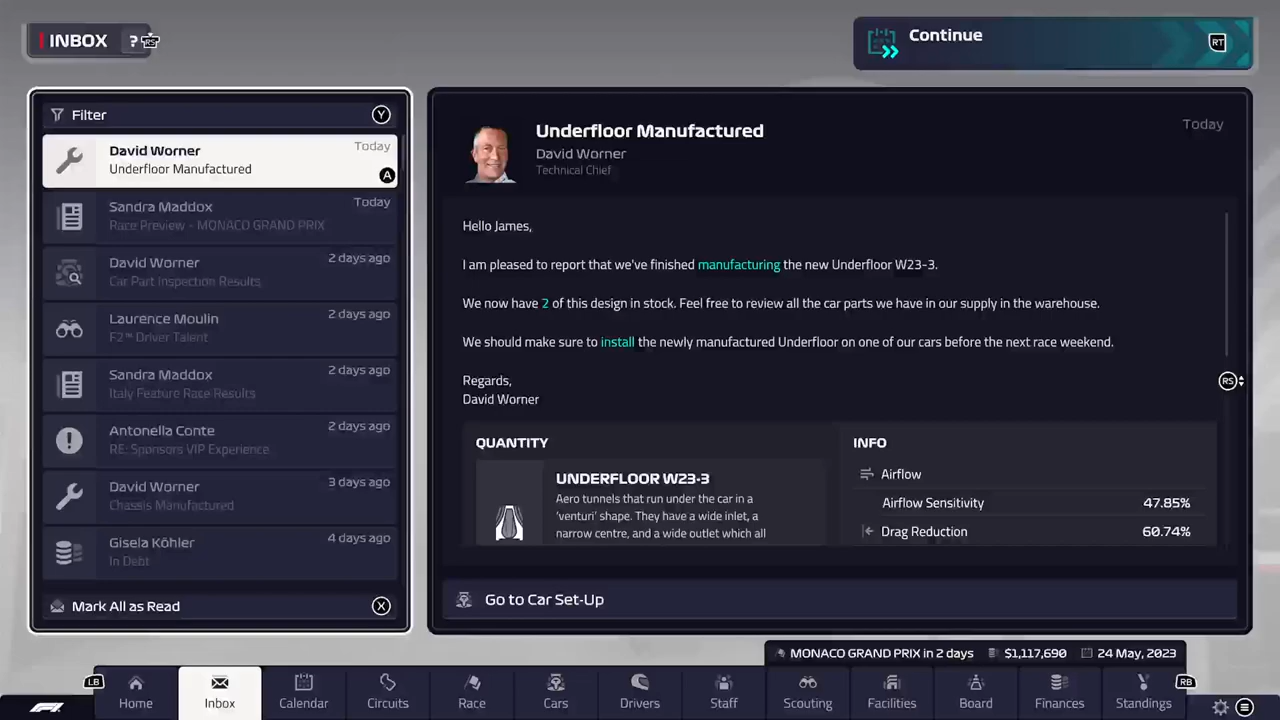 INBOX
?
RS
Continue
RT
Filter
Y
David Worner
Today
Underfloor Manufactured
A
Sandra Maddox
Today
Race Preview - MONACO GRAND PRIX
David Worner
2 days ago
Car Part Inspection Results
Laurence Moulin
2 days ago
F2™ Driver Talent
Sandra Maddox
2 days ago
Italy Feature Race Results
Antonella Conte
2 days ago
RE: Sponsors VIP Experience
David Worner
3 days ago
Chassis Manufactured
Gisela Köhler
4 days ago
In Debt
Mark All as Read
X
Underfloor Manufactured
Today
David Worner
Technical Chief
Hello James,
I am pleased to report that we've finished manufacturing the new Underfloor W23-3.
We now have 2 of this design in stock. Feel free to review all the car parts we have in our supply in the warehouse.
We should make sure to install the newly manufactured Underfloor on one of our cars before the next race weekend.
Regards,
David Worner
RS
QUANTITY
UNDERFLOOR W23-3
Aero tunnels that run under the car in a
'venturi' shape. They have a wide inlet, a
narrow centre, and a wide outlet which all
INFO
Airflow
Airflow Sensitivity 47.85%
Drag Reduction 60.74%
Go to Car Set-Up
MONACO GRAND PRIX in 2 days $1,117,690 24 May, 2023
LB
Home
Inbox
Calendar
Circuits
Race
Cars
Drivers
Staff
Scouting
Facilities
Board
Finances
Standings
RB
F1